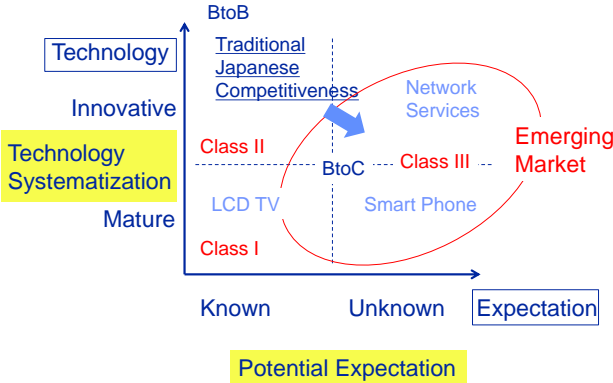 BtoB
Technology
Traditional
Japanese
Competitiveness
Network
Services
Innovative
Emerging
Market
Technology
Systematization
Class II
BtoC
Class III
Mature
LCD TV
Smart Phone
Class I
Known
Unknown
Expectation
Potential Expectation